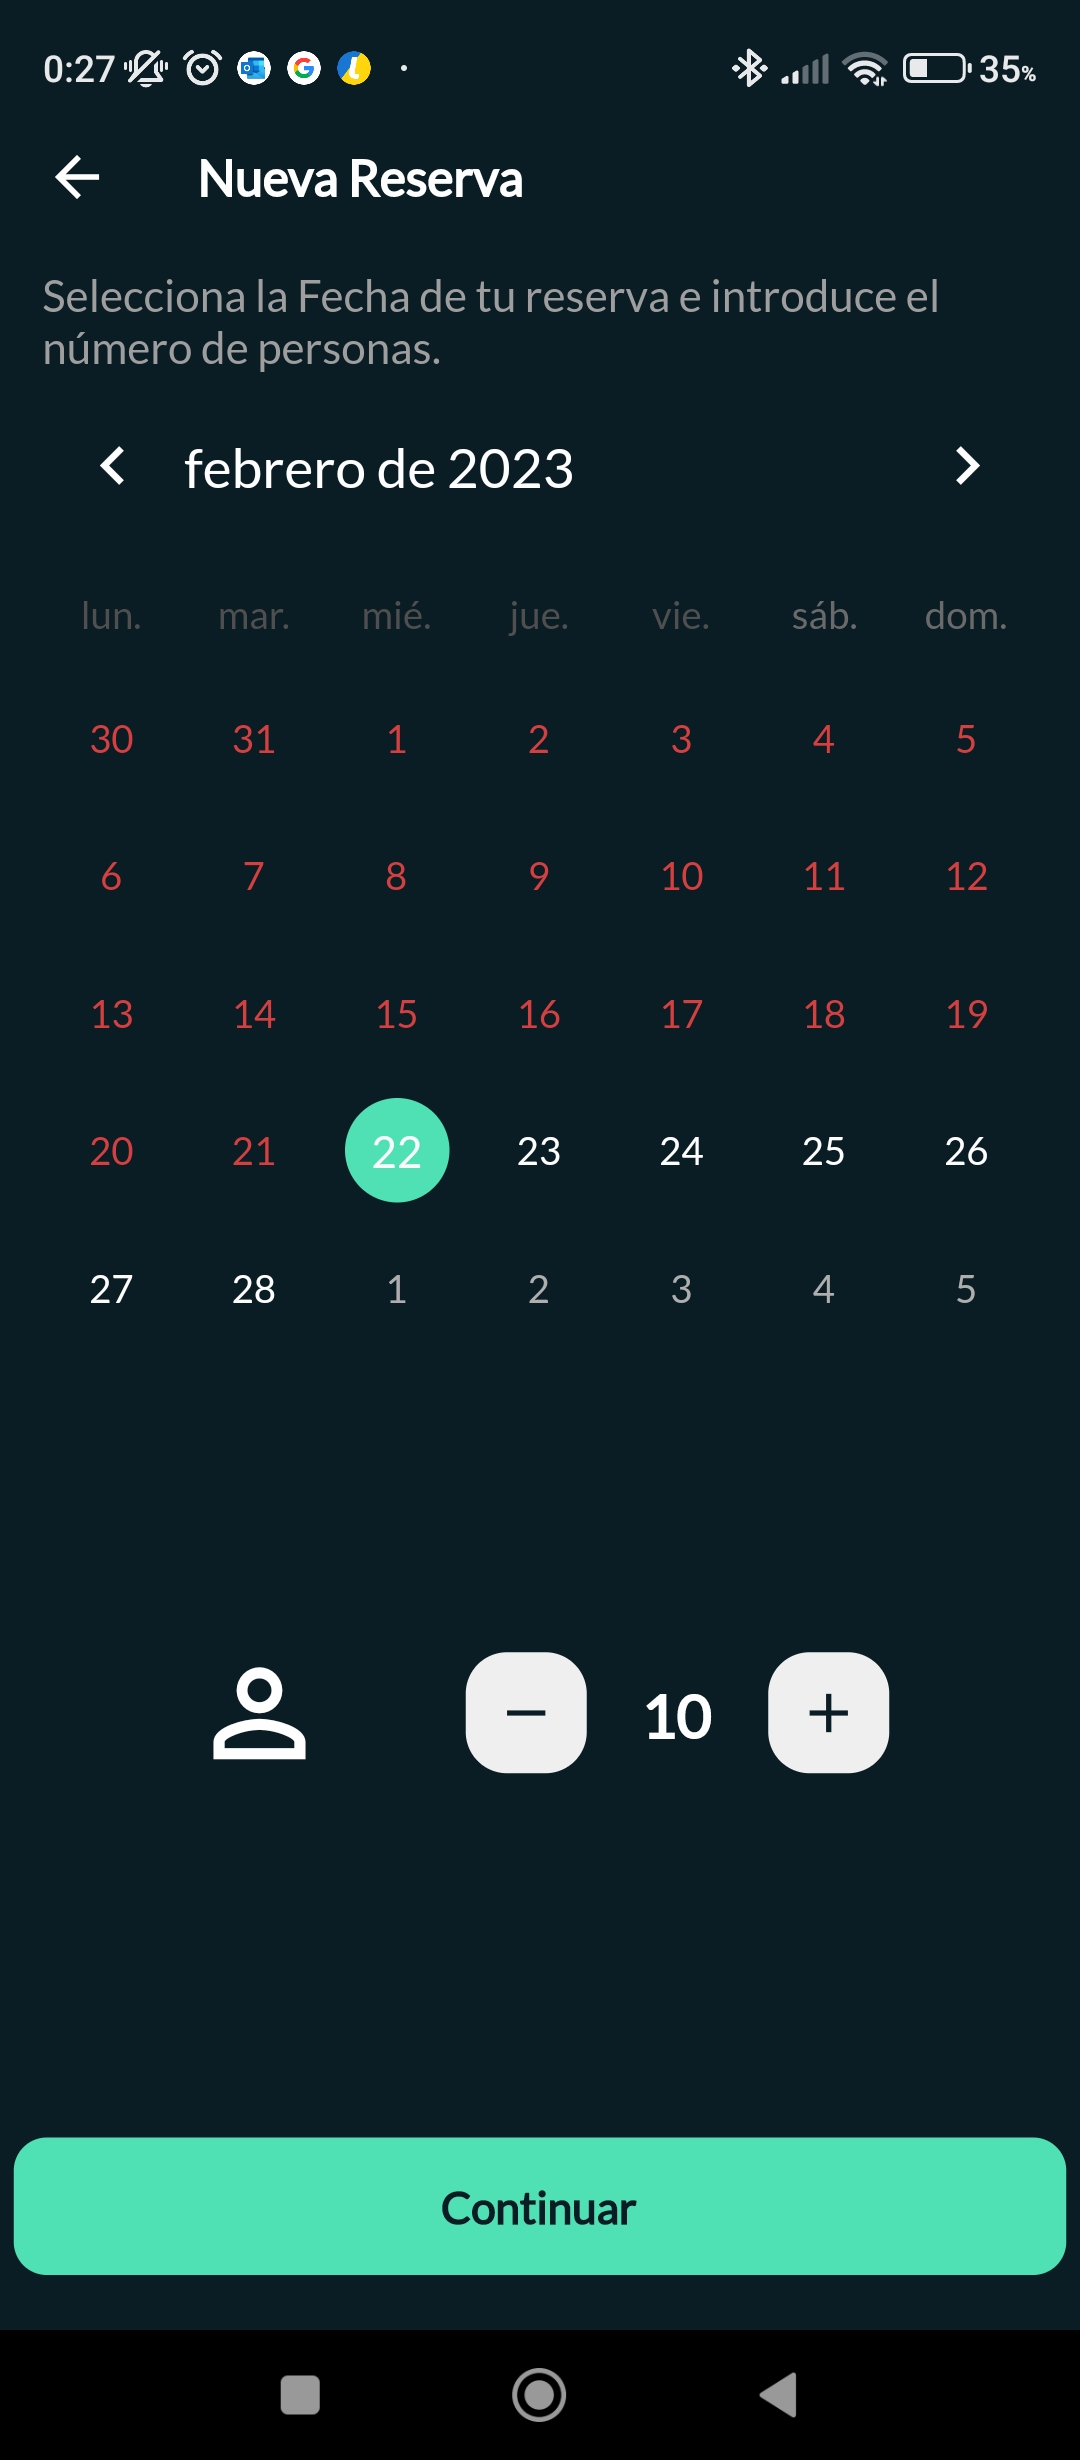 0:27 35%
Nueva Reserva
Selecciona la Fecha de tu reserva e introduce el
número de personas.
febrero de 2023
lun. mar. mié. jue. vie. sáb. dom.
30 31 1 2 3 4 5
6 7 8 9 10 11 12
13 14 15 16 17 18 19
20 21 22 23 24 25 26
27 28 1 2 3 4 5
10
Continuar